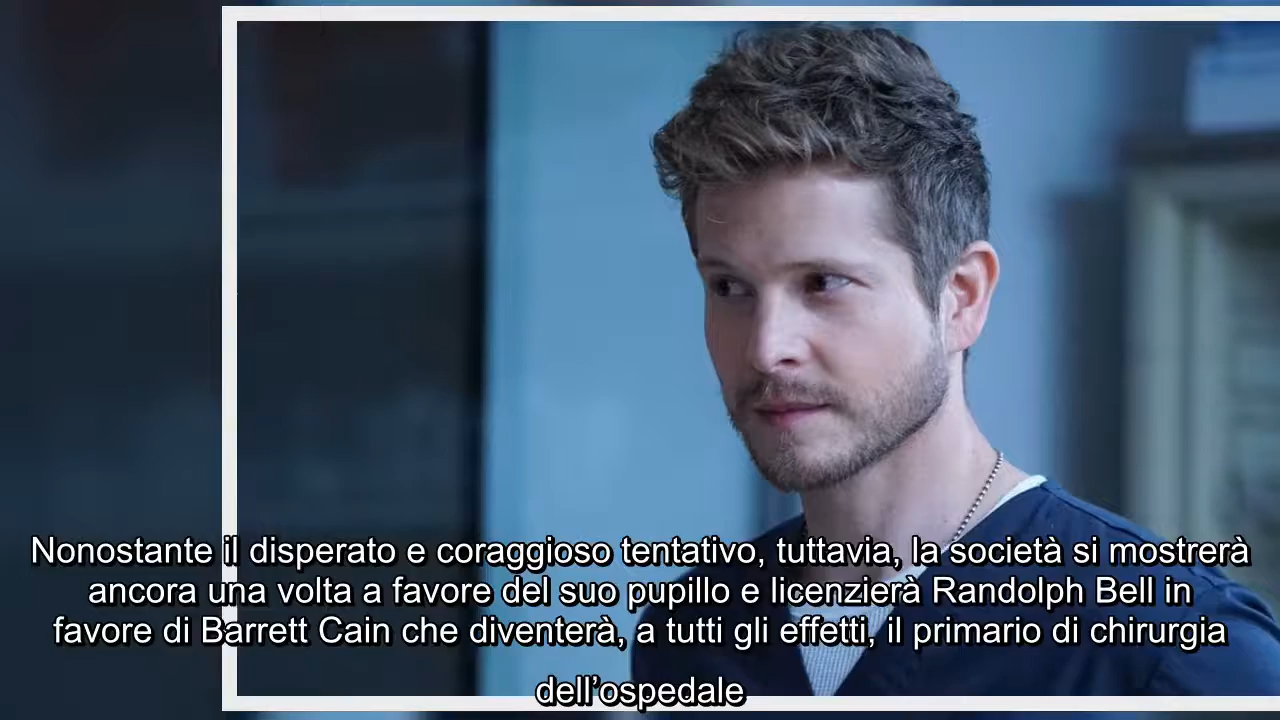 Nonostante il disperato e coraggioso tentativo, tuttavia, la società si mostrerà
ancora una volta a favore del suo pupillo e licenzierà Randolph Bell in
favore di Barrett Cain che diventerà, a tutti gli effetti, il primario di chirurgia
dell’ospedale